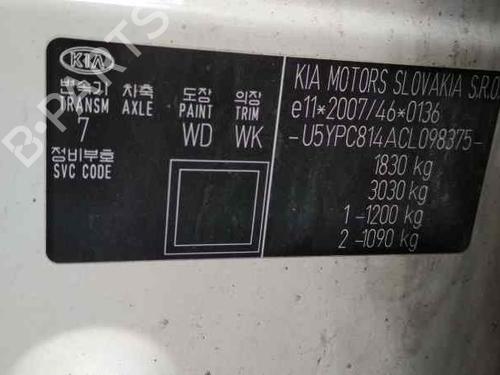 KIA
변속기 차축 도장 의장
TRANSM AXLE PAINT TRIM
7 WD WK
정비부호
SVC CODE
KIA MOTORS SLOVAKIA S.R.O.
e11*2007/46*0136
-U5YPC814ACL098375-
1830 kg
3030 kg
1-1200 kg
2-1090 kg
B-PARTS